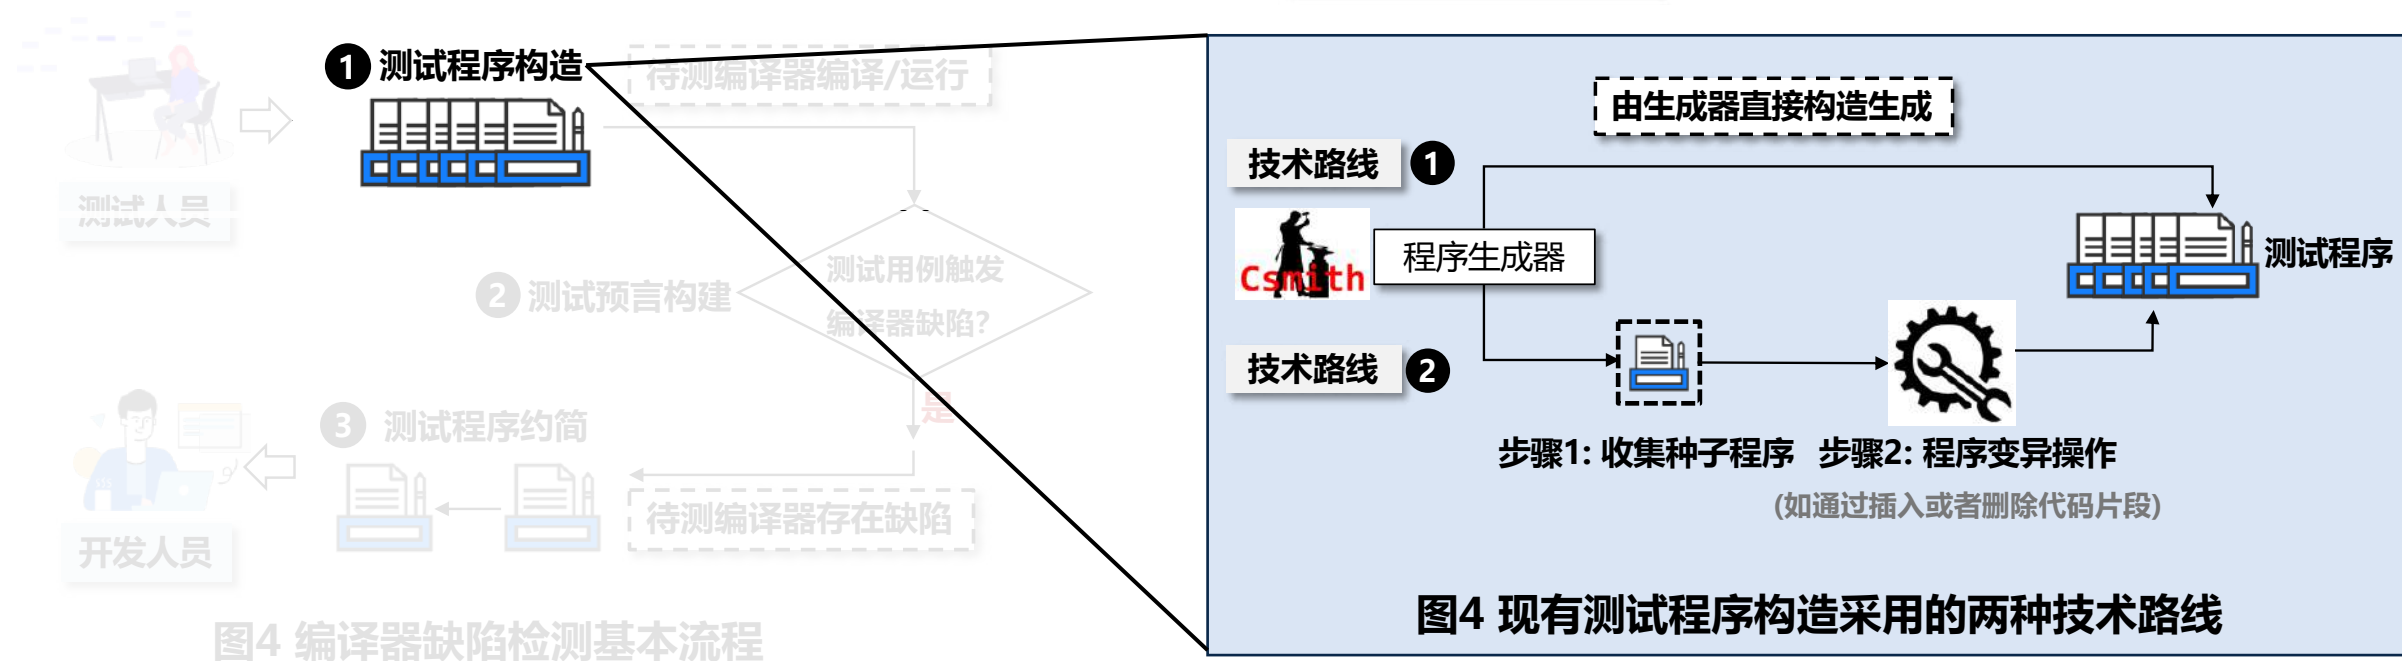 1 测试程序构造
待测编译器编译/运行
测试人员
2 测试预言构建
测试用例触发
编译器缺陷?
是
3 测试程序约简
待测编译器存在缺陷
开发人员
图4 编译器缺陷检测基本流程
由生成器直接构造生成
技术路线 1
Csmith
程序生成器
测试程序
技术路线 2
步骤1: 收集种子程序 步骤2: 程序变异操作
(如通过插入或者删除代码片段)
图4 现有测试程序构造采用的两种技术路线